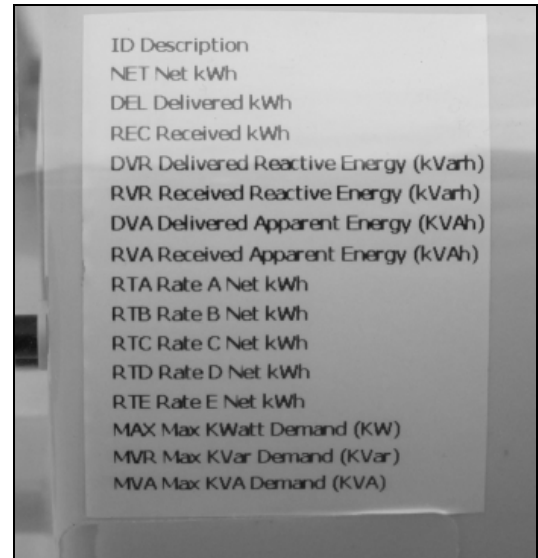 ID Description
NET Net kWh
DEL Delivered kWh
REC Received kWh
DVR Delivered Reactive Energy (kVarh)
RVR Received Reactive Energy (kVarh)
DVA Delivered Apparent Energy (KVAh)
RVA Received Apparent Energy (kVAh)
RTA Rate A Net kWh
RTB Rate B Net kWh
RTC Rate C Net kWh
RTD Rate D Net kWh
RTE Rate E Net kWh
MAX Max KWatt Demand (KW)
MVR Max KVar Demand (KVar)
MVA Max KVA Demand (KVA)